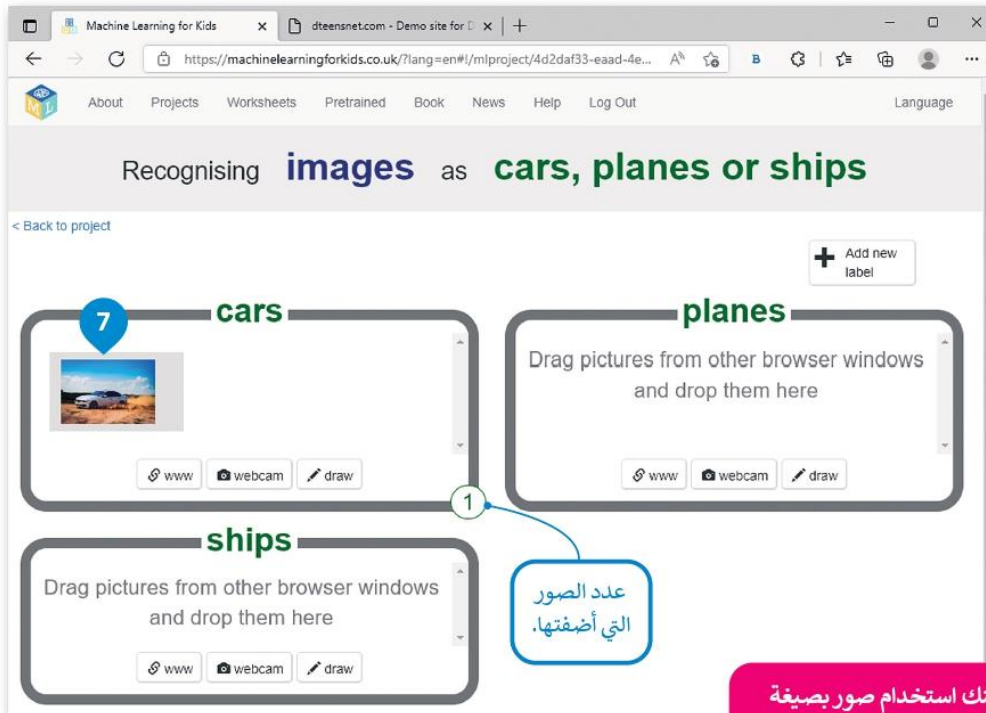 Machine Learning for Kids
dteensnet.com - Demo site for D
https://machinelearningforkids.co.uk/?lang=en#!/mlproject/4d2daf33-eaad-4e...
About Projects Worksheets Pretrained Book News Help Log Out Language
Recognising images as cars, planes or ships
< Back to project
Add new
label
cars
7
www webcam draw
1
planes
Drag pictures from other browser windows
and drop them here
www webcam draw
ships
Drag pictures from other browser windows
and drop them here
www webcam draw
عدد الصور
التي أضفتها.
استخدام صور بصيغة